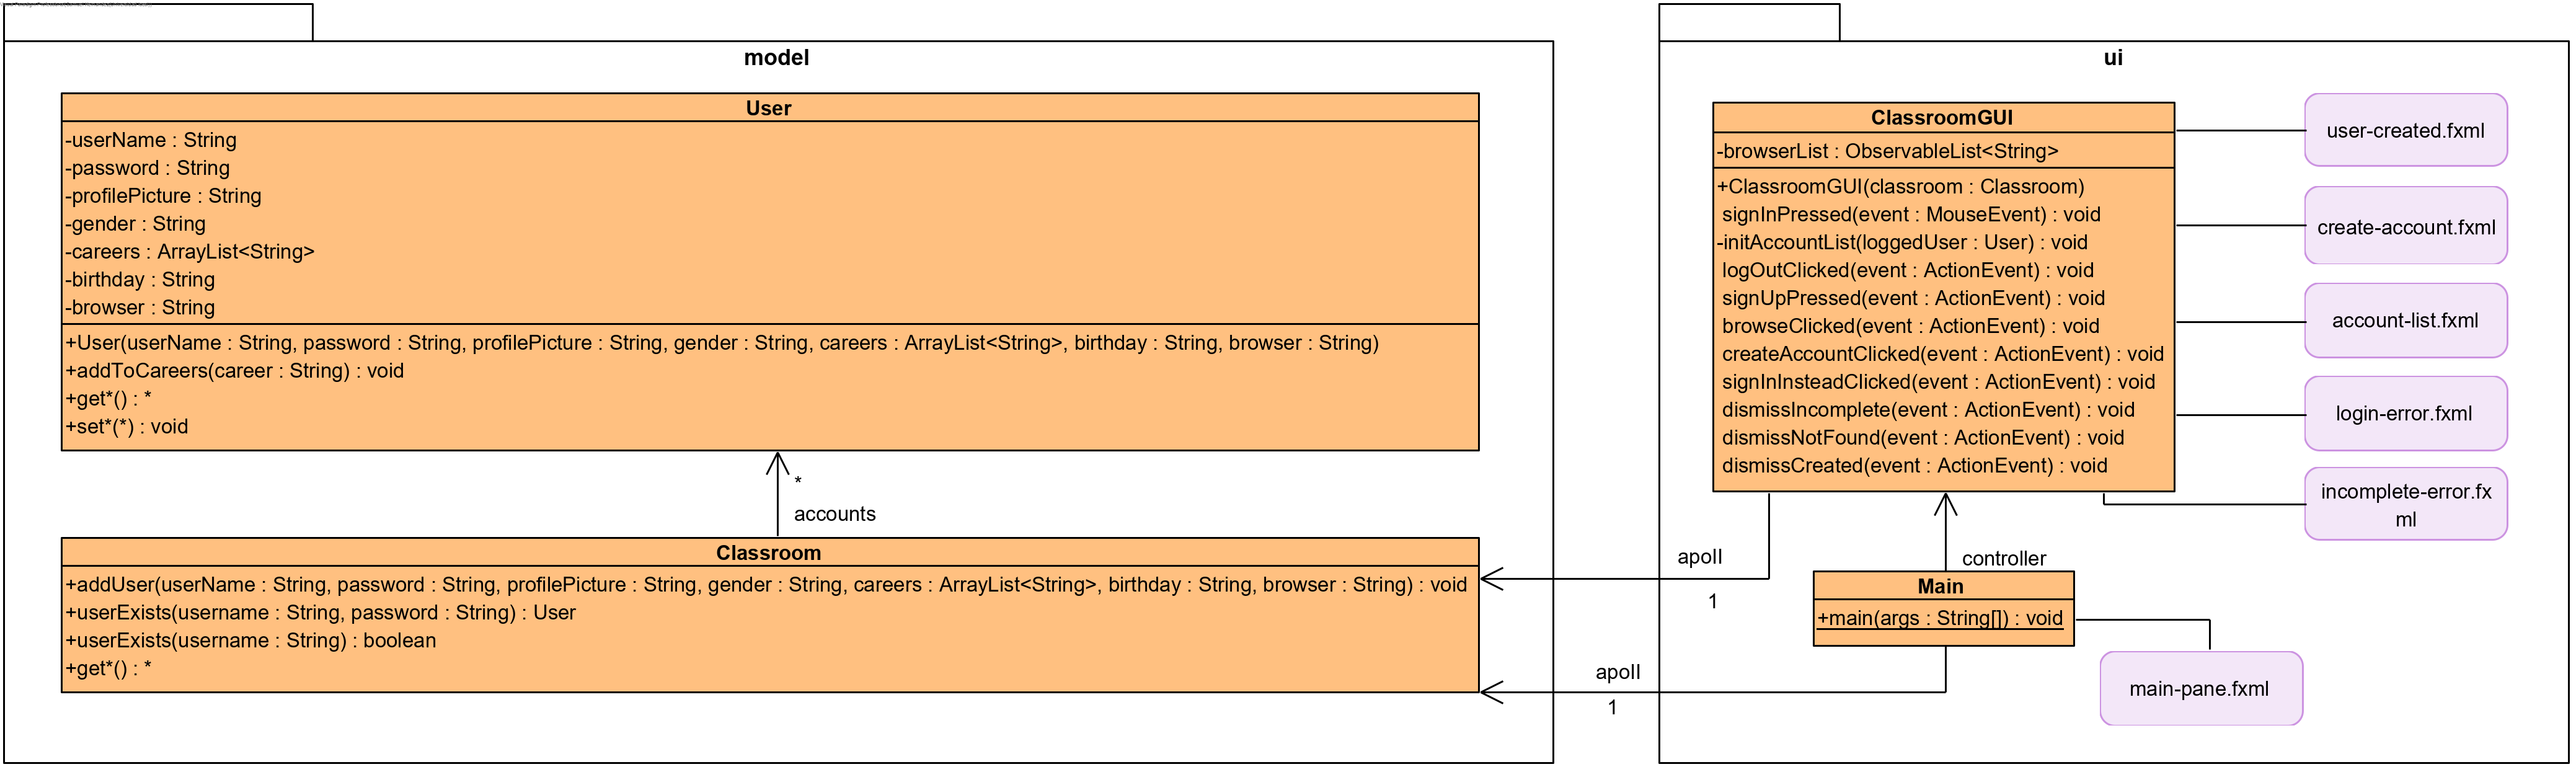 model
User
-userName : String
-password : String
-profilePicture : String
-gender : String
-careers : ArrayList<String>
-birthday : String
-browser : String
+User(userName : String, password : String, profilePicture : String, gender : String, careers : ArrayList<String>, birthday : String, browser : String)
+addToCareers(career : String) : void
+get*() : *
+set*(*) : void
*
accounts
Classroom
+addUser(userName : String, password : String, profilePicture : String, gender : String, careers : ArrayList<String>, birthday : String, browser : String) : void
+userExists(username : String, password : String) : User
+userExists(username : String) : boolean
+get*() : *
apoII
1
apoII
1
ui
ClassroomGUI
-browserList : ObservableList<String>
+ClassroomGUI(classroom : Classroom)
signInPressed(event : MouseEvent) : void
-initAccountList(loggedUser : User) : void
logOutClicked(event : ActionEvent) : void
signUpPressed(event : ActionEvent) : void
browseClicked(event : ActionEvent) : void
createAccountClicked(event : ActionEvent) : void
signInInsteadClicked(event : ActionEvent) : void
dismissIncomplete(event : ActionEvent) : void
dismissNotFound(event : ActionEvent) : void
dismissCreated(event : ActionEvent) : void
controller
Main
+main(args : String[]) : void
user-created.fxml
create-account.fxml
account-list.fxml
login-error.fxml
incomplete-error.fx
ml
main-pane.fxml